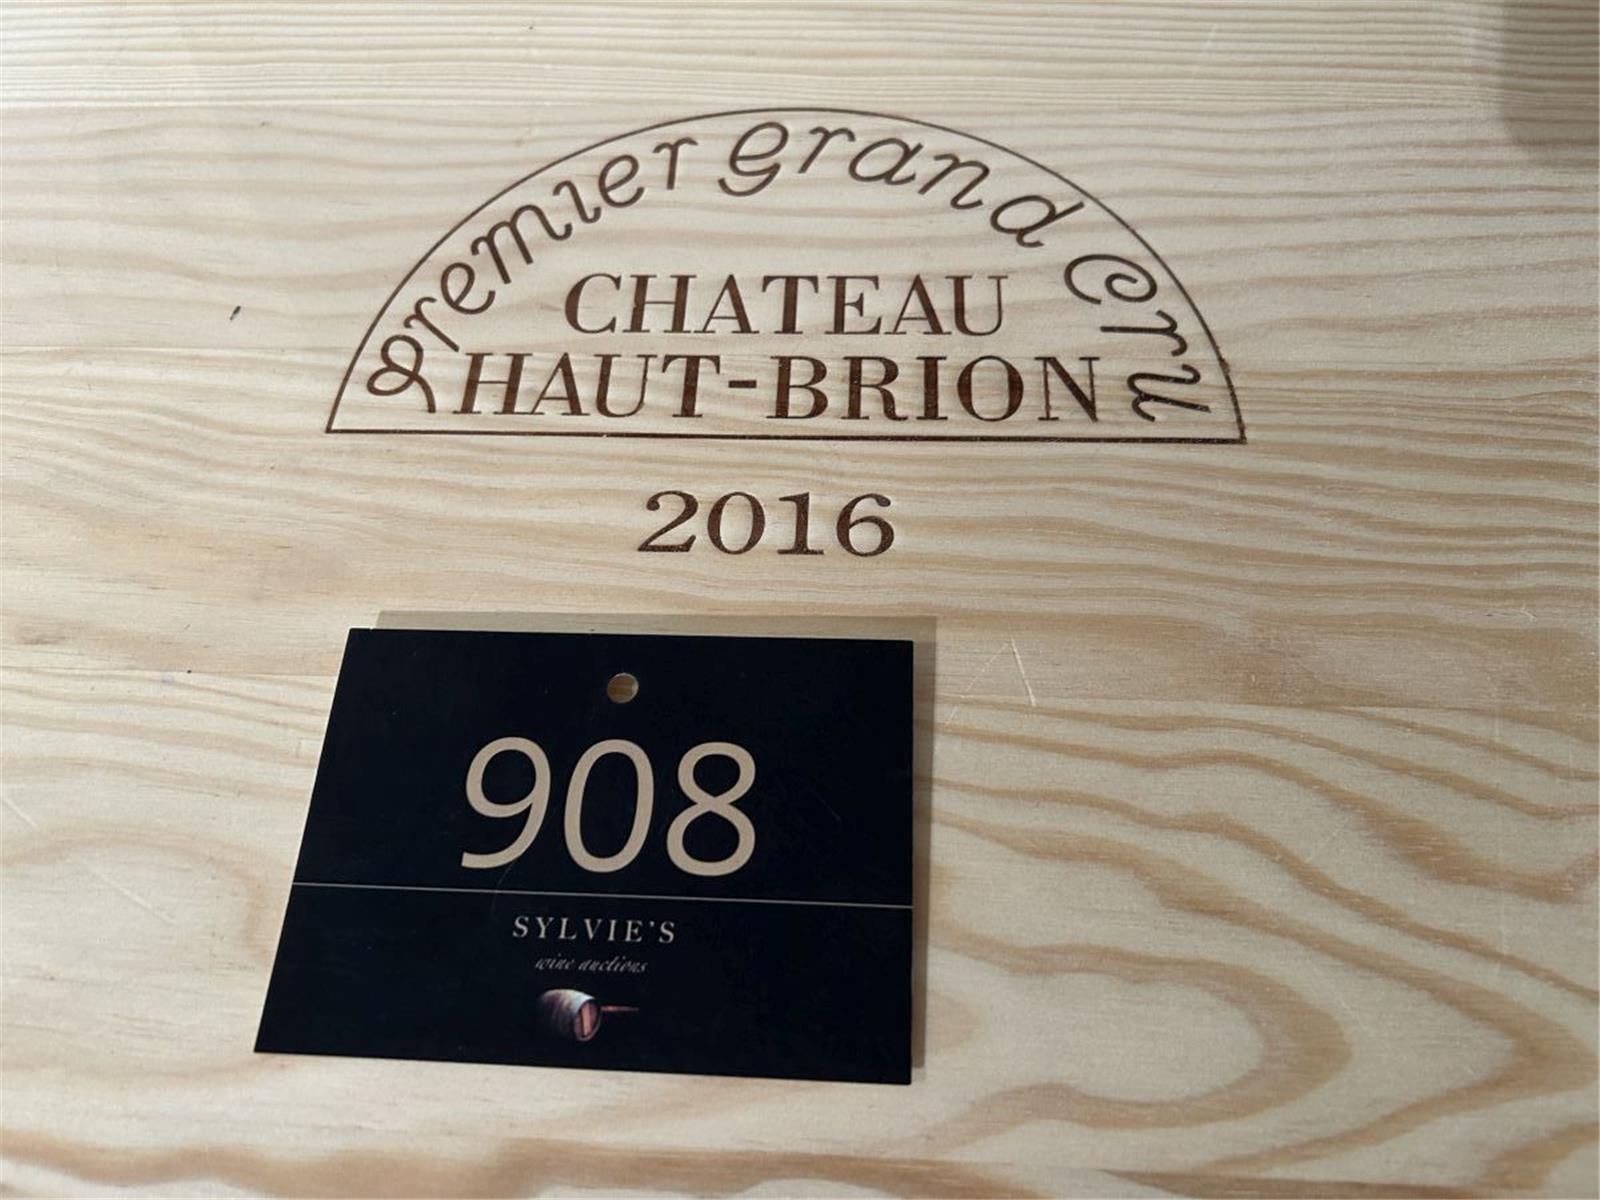 Premier grand Cru
CHATEAU
HAUT-BRION
2016
908
SYLVIE'S
wine auctions